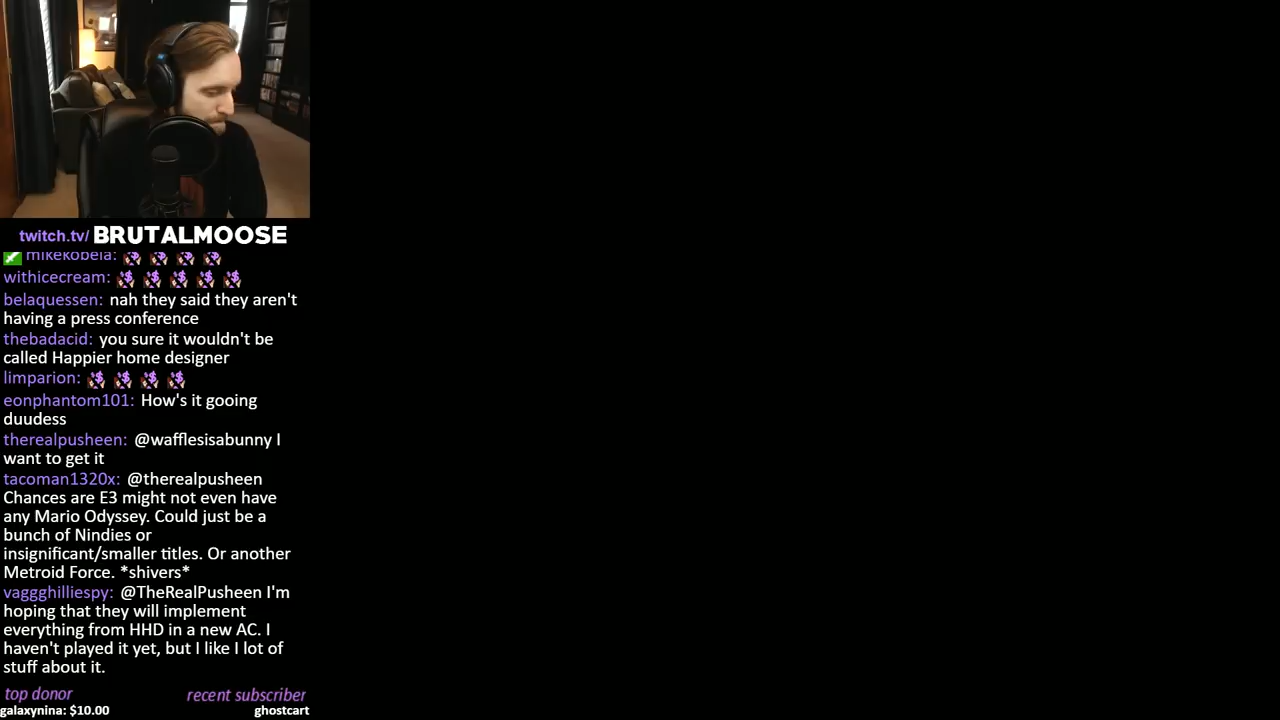 twitch.tv/BRUTALMOOSE
mikekobela:
withicecream:
belaquessen: nah they said they aren't
having a press conference
thebadacid: you sure it wouldn't be
called Happier home designer
limparion:
eonphantom101: How's it gooing
duudess
therealpusheen: @wafflesisabunny I
want to get it
tacoman1320x: @therealpusheen
Chances are E3 might not even have
any Mario Odyssey. Could just be a
bunch of Nindies or
insignificant/smaller titles. Or another
Metroid Force. *shivers*
vaggghilliespy: @TheRealPusheen I'm
hoping that they will implement
everything from HHD in a new AC. I
haven't played it yet, but I like I lot of
stuff about it.
top donor recent subscriber
galaxynina: $10.00 ghostcart